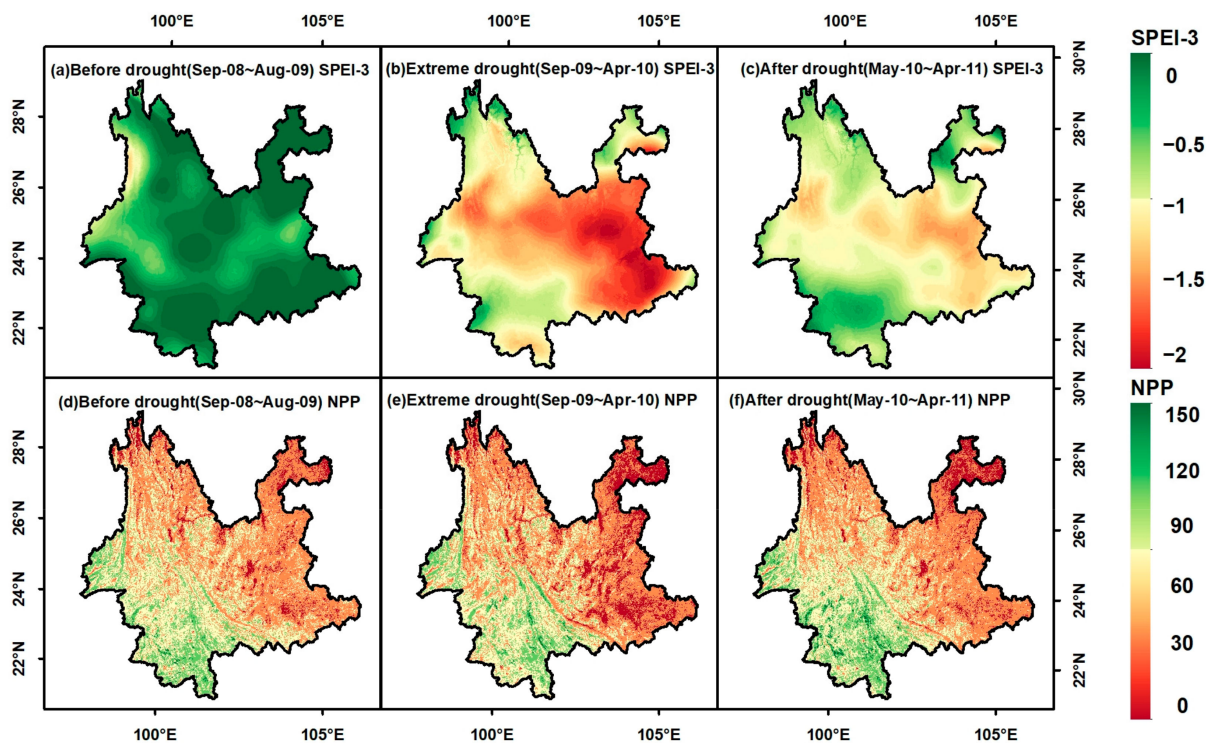 100°E 105°E 100°E 105°E 100°E 105°E
SPEI-3
(a)Before drought(Sep-08~Aug-09) SPEI-3
(b)Extreme drought(Sep-09~Apr-10) SPEI-3
(c)After drought(May-10~Apr-11) SPEI-3
28°N
26°N
24°N
22°N
30°N
28°N
26°N
24°N
22°N
0
−0.5
−1
−1.5
−2
NPP
(d)Before drought(Sep-08~Aug-09) NPP
(e)Extreme drought(Sep-09~Apr-10) NPP
(f)After drought(May-10~Apr-11) NPP
28°N
26°N
24°N
22°N
30°N
28°N
26°N
24°N
22°N
150
120
90
60
30
0
100°E 105°E 100°E 105°E 100°E 105°E